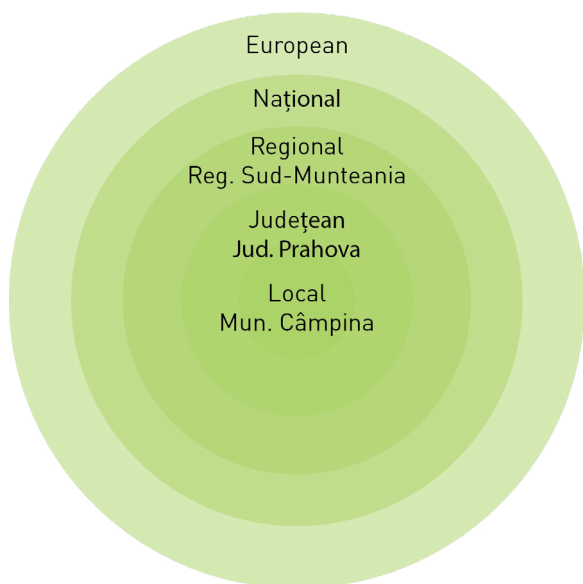 European
Național
Regional
Reg. Sud-Munteania
Județean
Jud. Prahova
Local
Mun. Câmpina